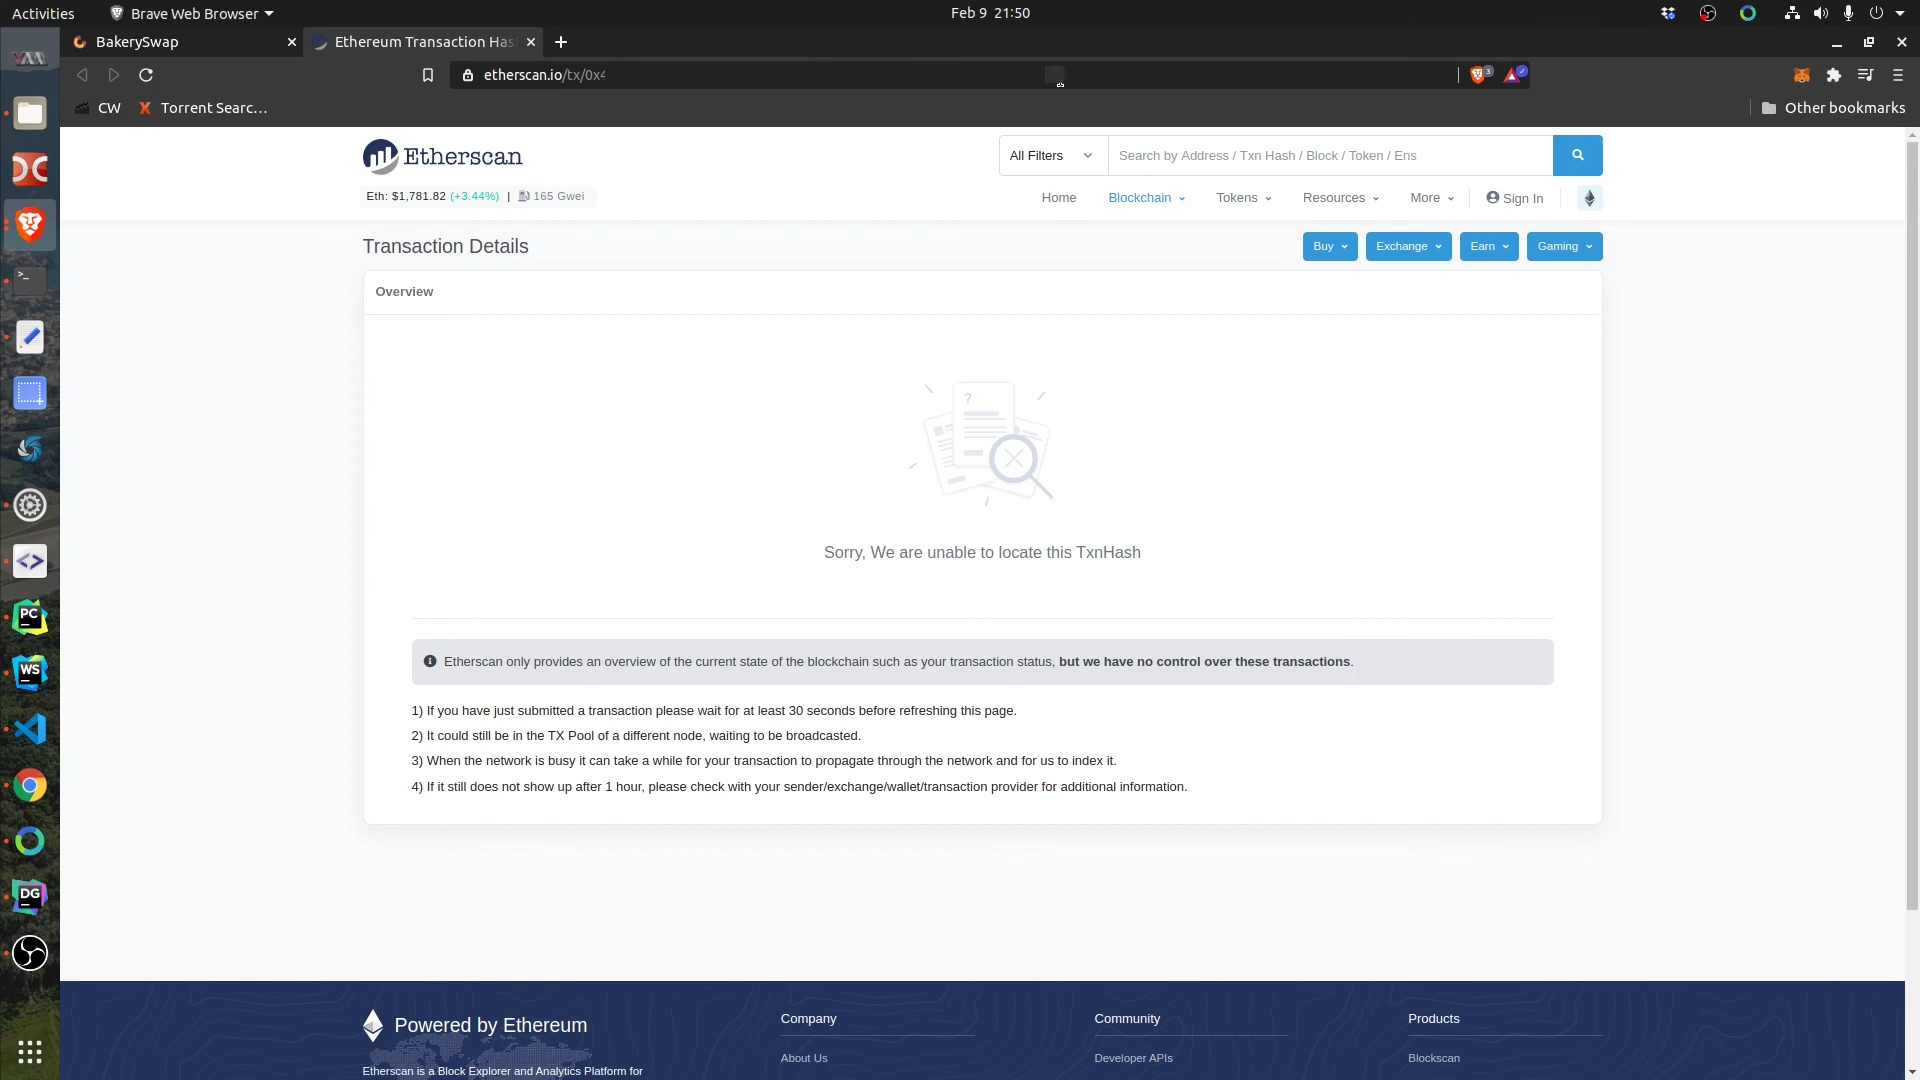 Activities
Brave Web Browser
Feb 9 21:50
BakerySwap
Ethereum Transaction Has
etherscan.io/tx/0x4
3
CW
X Torrent Searc…
Other bookmarks
Etherscan
All Filters
Search by Address / Txn Hash / Block / Token / Ens
Eth: $1,781.82 (+3.44%) | 165 Gwei
Home
Blockchain
Tokens
Resources
More
Sign In
Transaction Details
Buy
Exchange
Earn
Gaming
Overview
?
Sorry, We are unable to locate this TxnHash
Etherscan only provides an overview of the current state of the blockchain such as your transaction status, but we have no control over these transactions.
1) If you have just submitted a transaction please wait for at least 30 seconds before refreshing this page.
2) It could still be in the TX Pool of a different node, waiting to be broadcasted.
3) When the network is busy it can take a while for your transaction to propagate through the network and for us to index it.
4) If it still does not show up after 1 hour, please check with your sender/exchange/wallet/transaction provider for additional information.
PC
WS
DG
Powered by Ethereum
Etherscan is a Block Explorer and Analytics Platform for
Company
About Us
Community
Developer APIs
Products
Blockscan